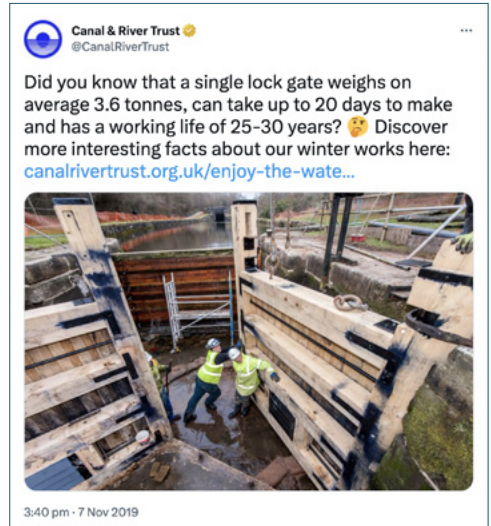 Canal & River Trust
@CanalRiverTrust
Did you know that a single lock gate weighs on
average 3.6 tonnes, can take up to 20 days to make
and has a working life of 25-30 years? 🤔 Discover
more interesting facts about our winter works here:
canalrivertrust.org.uk/enjoy-the-wate...
3:40 pm · 7 Nov 2019